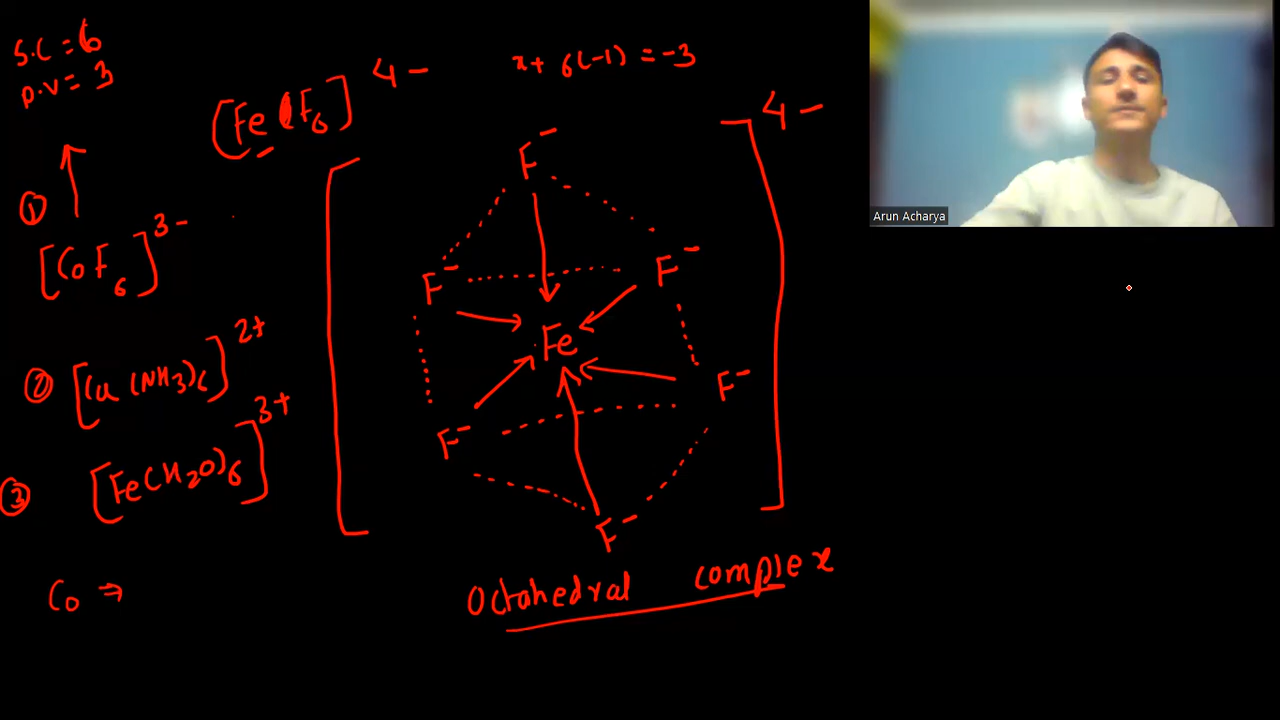 S.C = 6
P.V = 3
[Fe F6]4-
x + 6(-1) = -3
① [CoF6]3-
② [Cu(NH3)6]2+
③ [Fe(H2O)6]3+
Co ⇒
4-
F-
F-
F-
Fe
F-
F-
F-
Octahedral complex
Arun Acharya